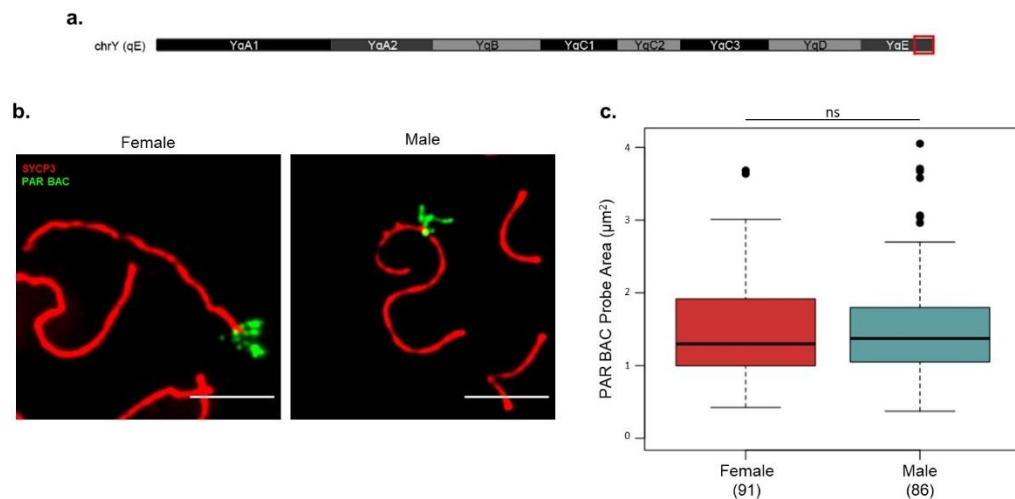 a.
chrY (qE) YqA1 YqA2 YqB YqC1 YqC2 YqC3 YqD YqE
b.
Female Male
SYCP3
PAR BAC
c.
ns
PAR BAC Probe Area (μm²)
4
3
2
1
0
Female Male
(91) (86)